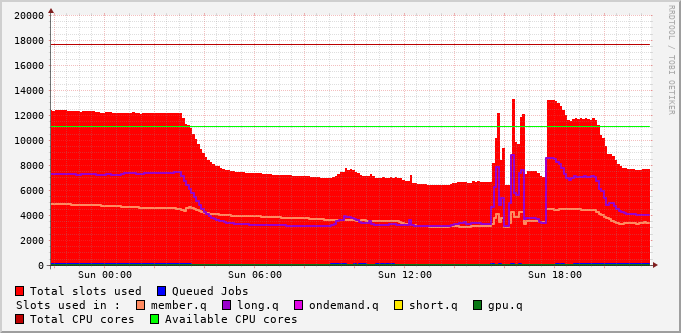 20000
18000
16000
14000
12000
10000
8000
6000
4000
2000
0
Sun 00:00 Sun 06:00 Sun 12:00 Sun 18:00
Total slots used Queued Jobs
Slots used in : member.q long.q ondemand.q short.q gpu.q
Total CPU cores Available CPU cores
RRDTOOL / TOBI OETIKER